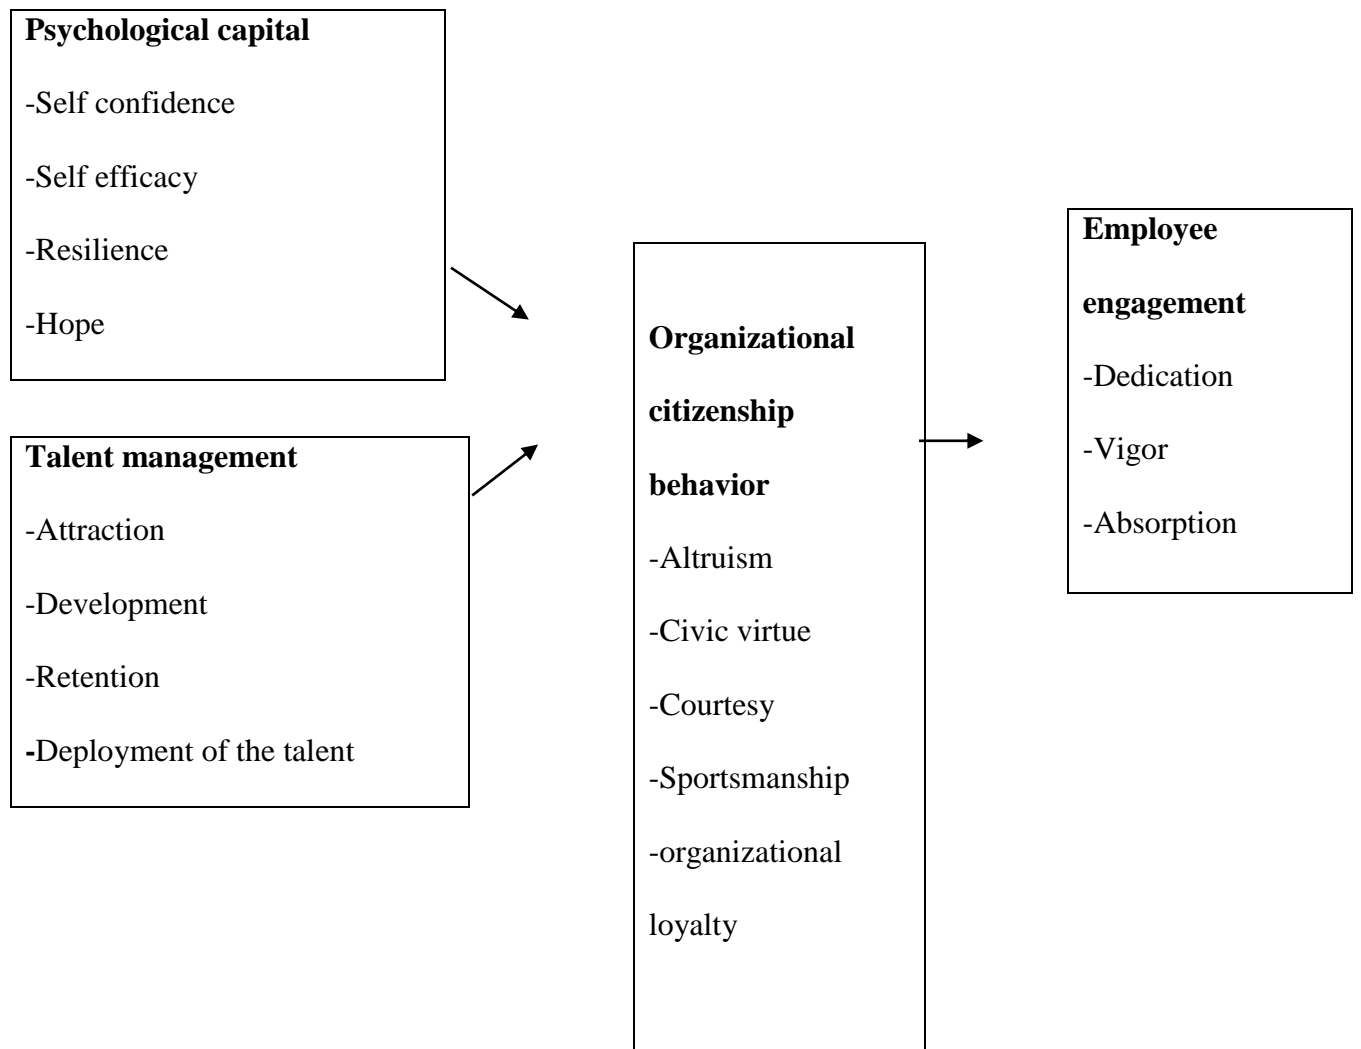 Psychological capital
-Self confidence
-Self efficacy
-Resilience
-Hope
Talent management
-Attraction
-Development
-Retention
-Deployment of the talent
Organizational
citizenship
behavior
-Altruism
-Civic virtue
-Courtesy
-Sportsmanship
-organizational
loyalty
Employee
engagement
-Dedication
-Vigor
-Absorption